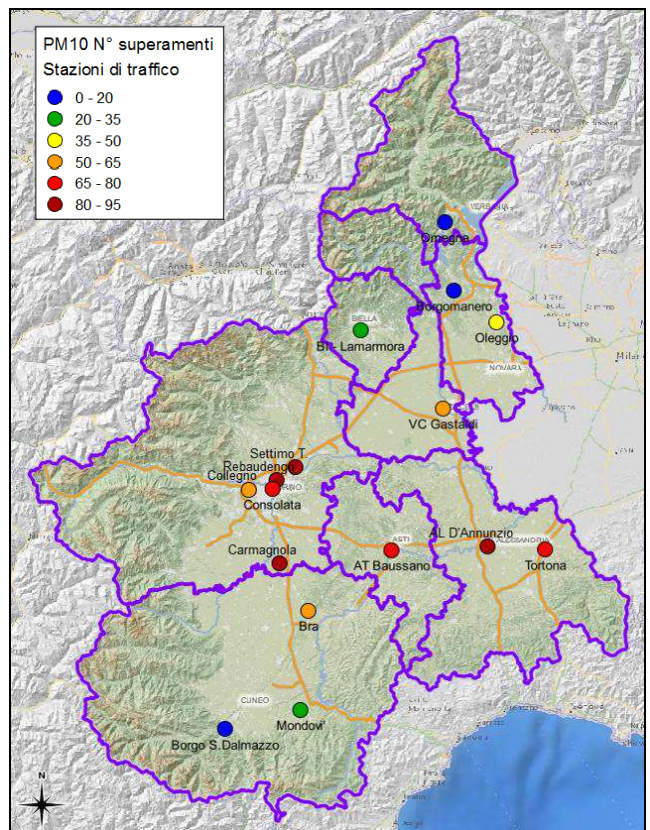 PM10 N° superamenti
Stazioni di traffico
0 - 20
20 - 35
35 - 50
50 - 65
65 - 80
80 - 95
Omegna
Borgomanero
BIELLA
BI - Lamarmora
Oleggio
NOVARA
VC Gastaldi
Settimo T.
Rebaudengo
Collegno
Consolata
Carmagnola
ASTI
AT Baussano
AL D'Annunzio
ALESSANDRIA
Tortona
Bra
CUNEO
Mondovi'
Borgo S.Dalmazzo
N